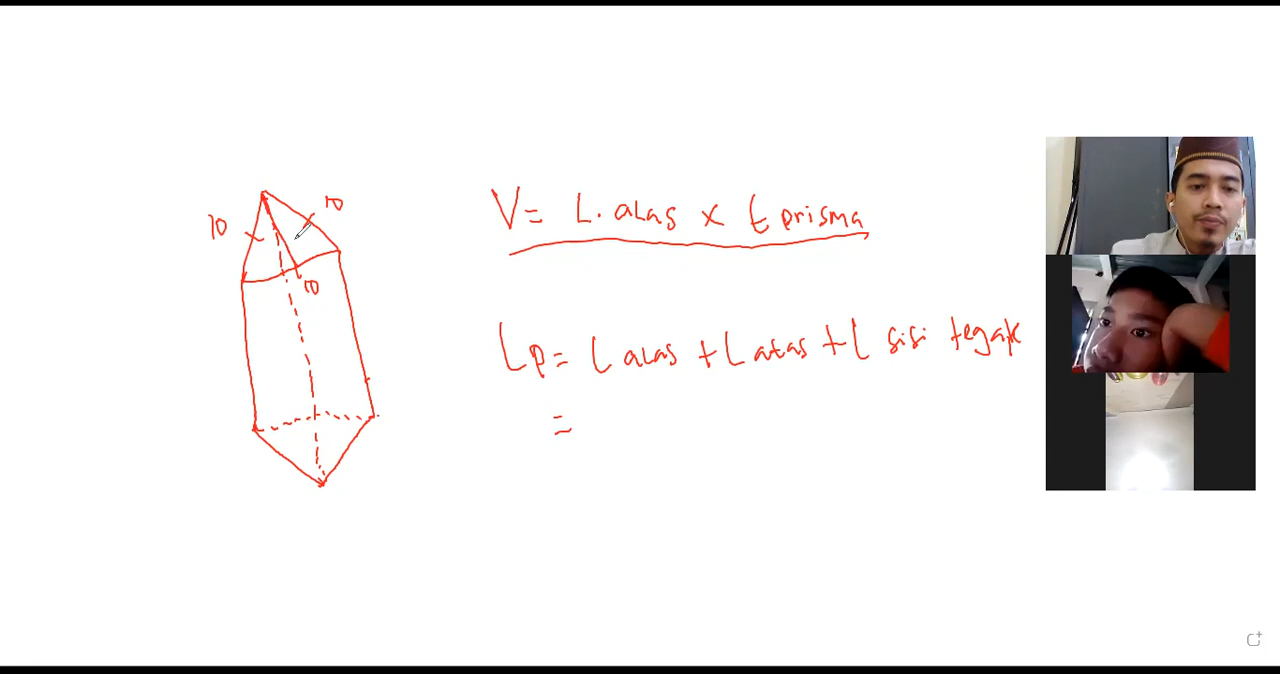 10
10
10
V= L. aLas x t prisma
Lp= L aLas + L atas + L sisi tegak
=